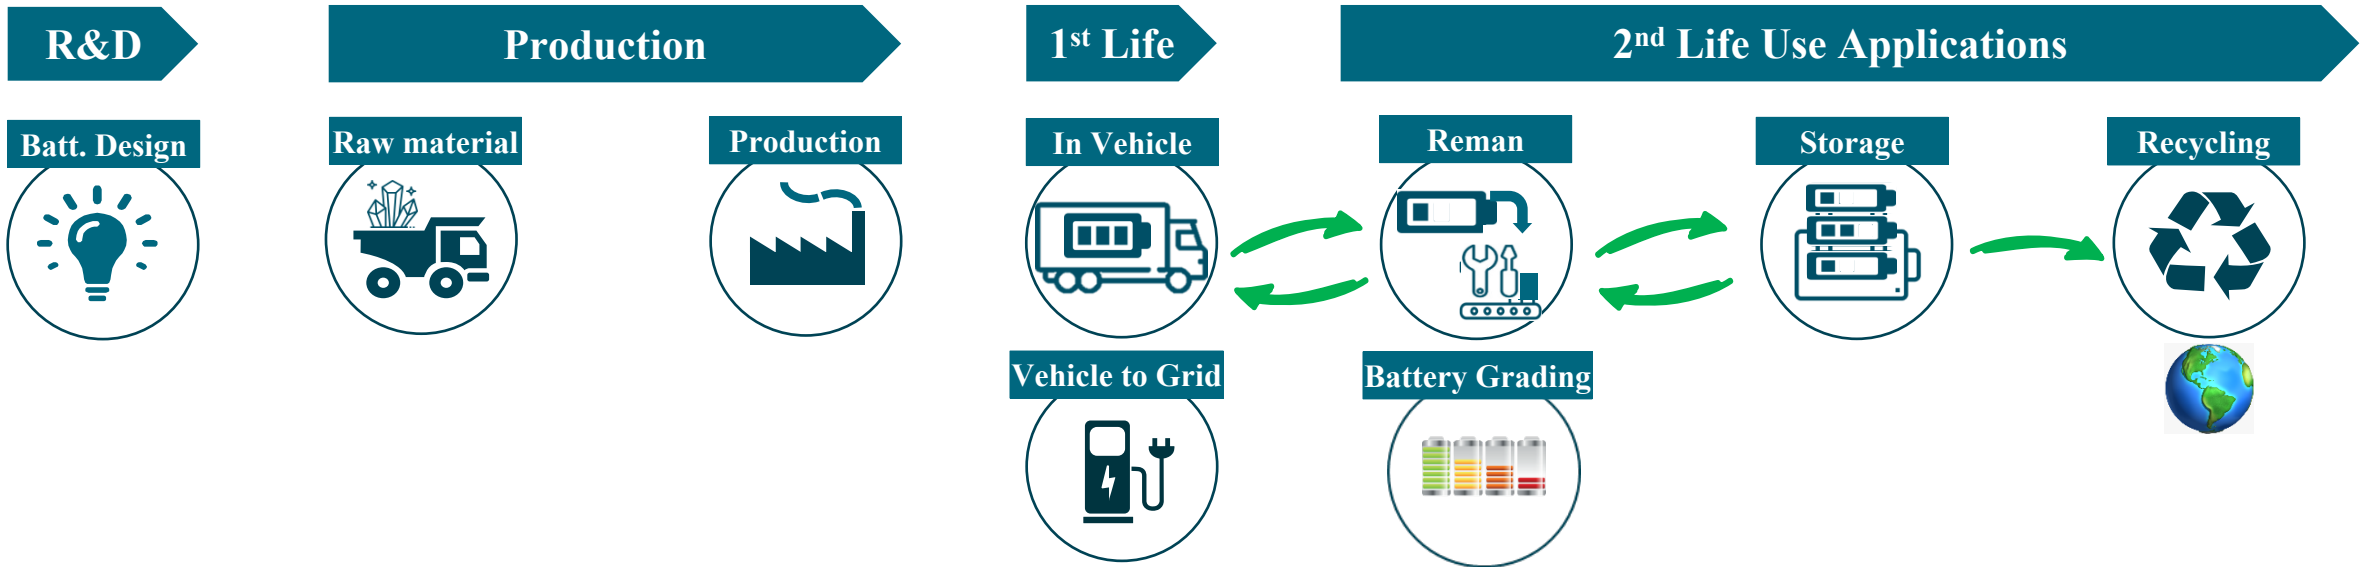 R&D
Production
1st Life
2nd Life Use Applications
Batt. Design
Raw material
Production
In Vehicle
Reman
Storage
Recycling
Vehicle to Grid
Battery Grading